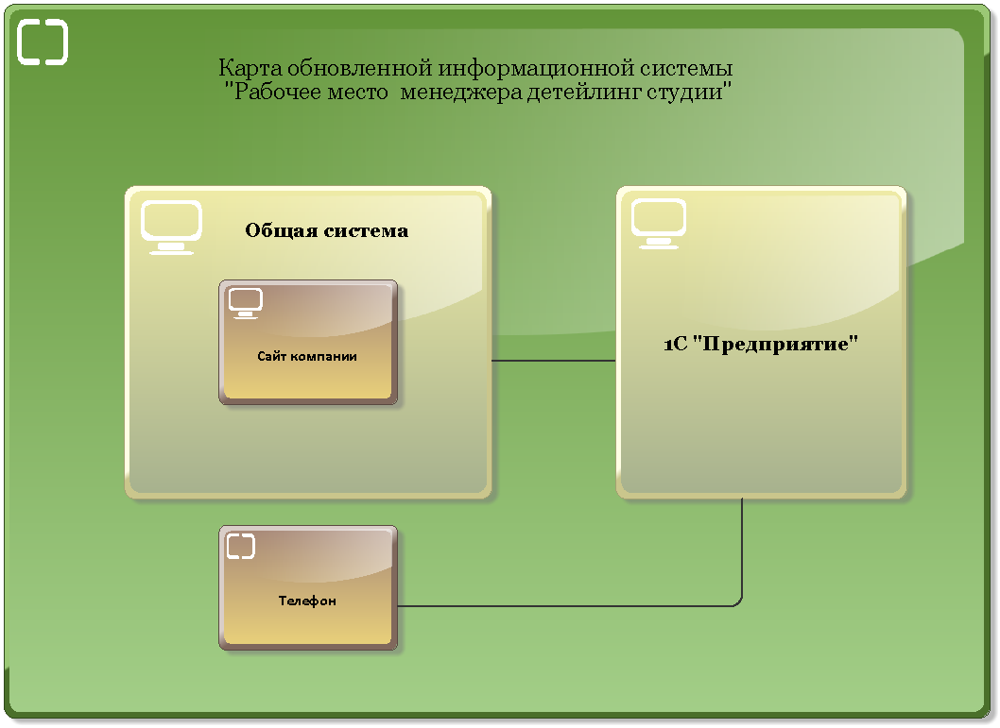 Карта обновленной информационной системы
"Рабочее место менеджера детейлинг студии"
Общая система
Сайт компании
1С "Предприятие"
Телефон